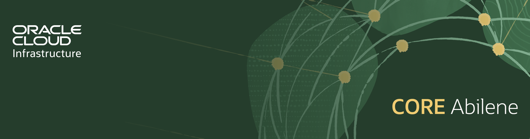 ORACLE
CLOUD
Infrastructure
CORE Abilene